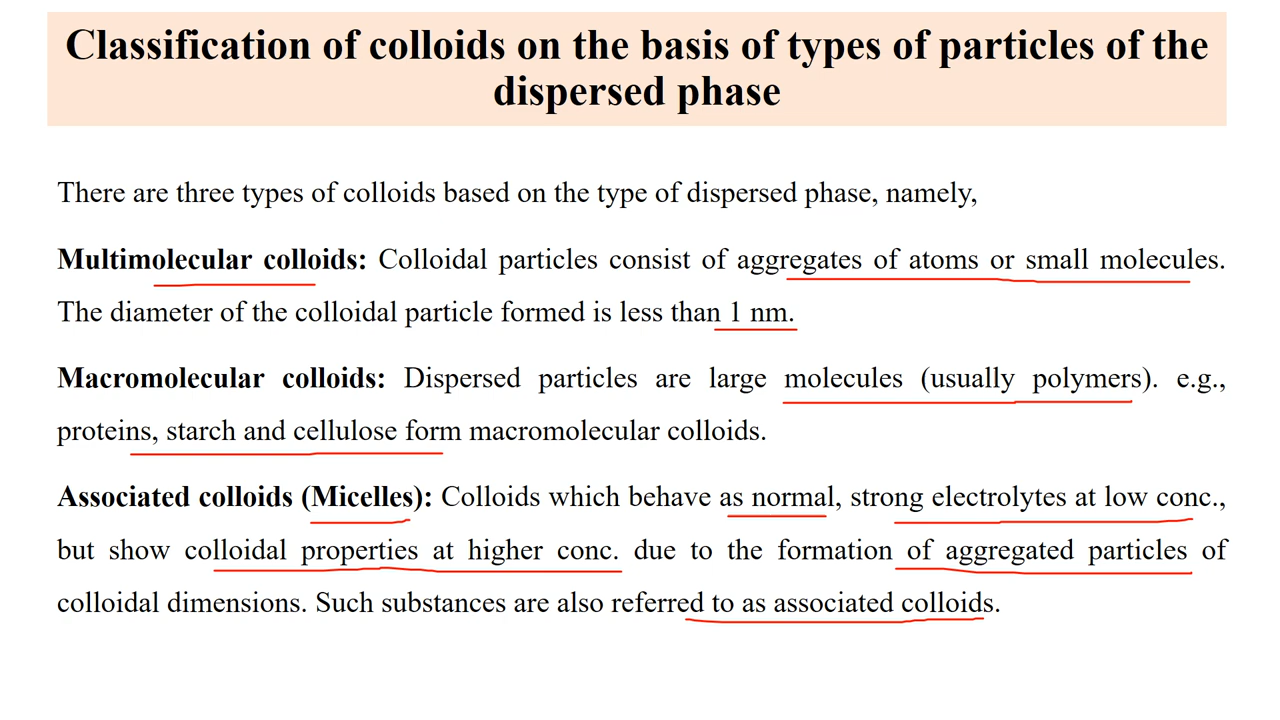 Classification of colloids on the basis of types of particles of the
dispersed phase
There are three types of colloids based on the type of dispersed phase, namely,
Multimolecular colloids: Colloidal particles consist of aggregates of atoms or small molecules.
The diameter of the colloidal particle formed is less than 1 nm.
Macromolecular colloids: Dispersed particles are large molecules (usually polymers). e.g.,
proteins, starch and cellulose form macromolecular colloids.
Associated colloids (Micelles): Colloids which behave as normal, strong electrolytes at low conc.,
but show colloidal properties at higher conc. due to the formation of aggregated particles of
colloidal dimensions. Such substances are also referred to as associated colloids.